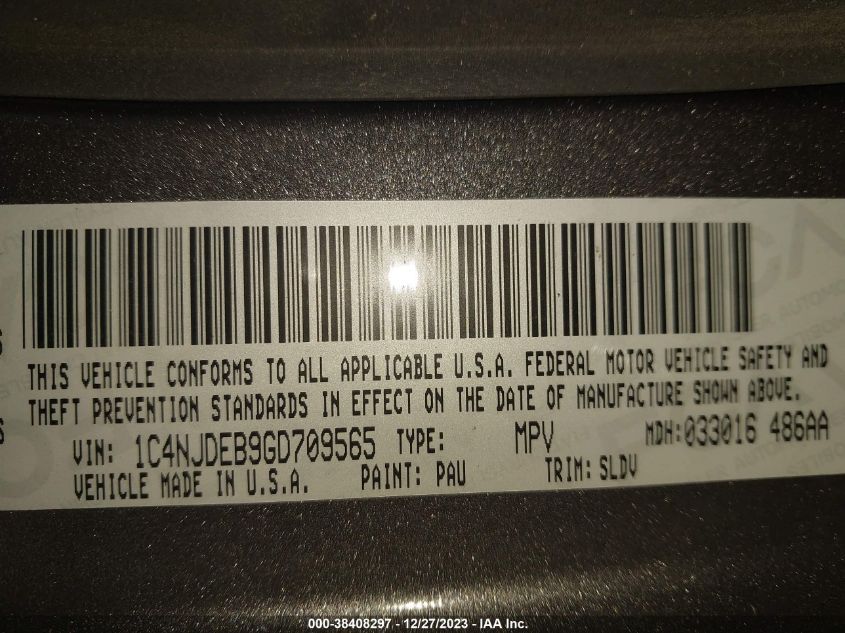 THIS VEHICLE CONFORMS TO ALL APPLICABLE U.S.A. FEDERAL MOTOR VEHICLE SAFETY AND
THEFT PREVENTION STANDARDS IN EFFECT ON THE DATE OF MANUFACTURE SHOWN ABOVE.
VIN: 1C4NJDEB9GD709565 TYPE: MPV MDH:033016 486AA
VEHICLE MADE IN U.S.A. PAINT: PAU TRIM: SLDV
000-38408297 - 12/27/2023 - IAA Inc.